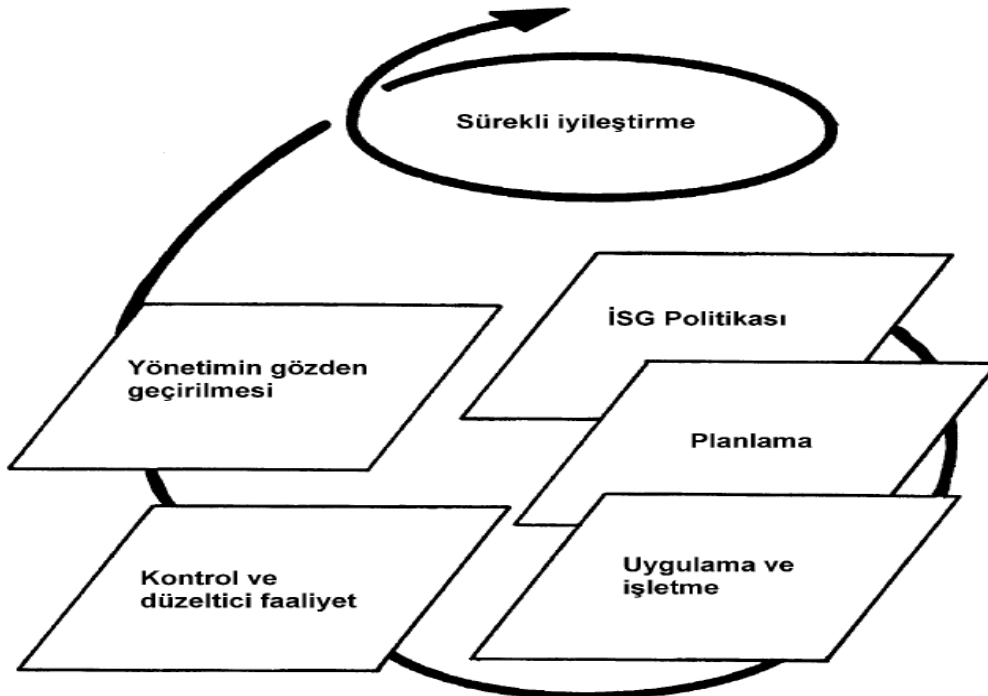 Sürekli iyileştirme
İSG Politikası
Yönetimin gözden
geçirilmesi
Planlama
Uygulama ve
işletme
Kontrol ve
düzeltici faaliyet